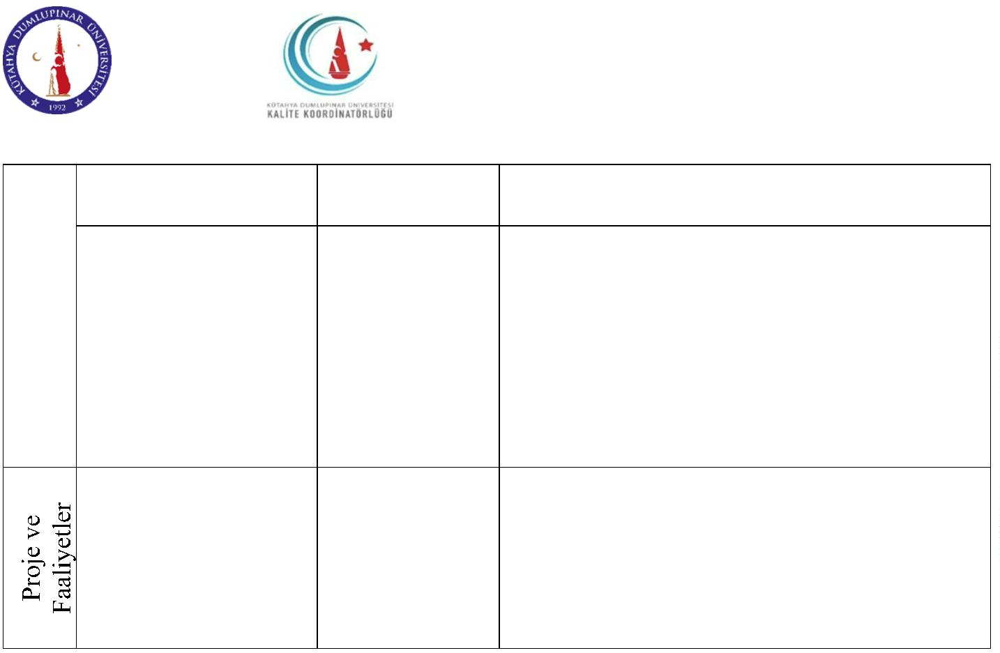 KÜTAHYA DUMLUPINAR ÜNİVERSİTESİ
1992
KÜTAHYA DUMLUPINAR ÜNİVERSİTESİ
KALİTE KOORDİNATÖRLÜĞÜ
Proje ve
Faaliyetler